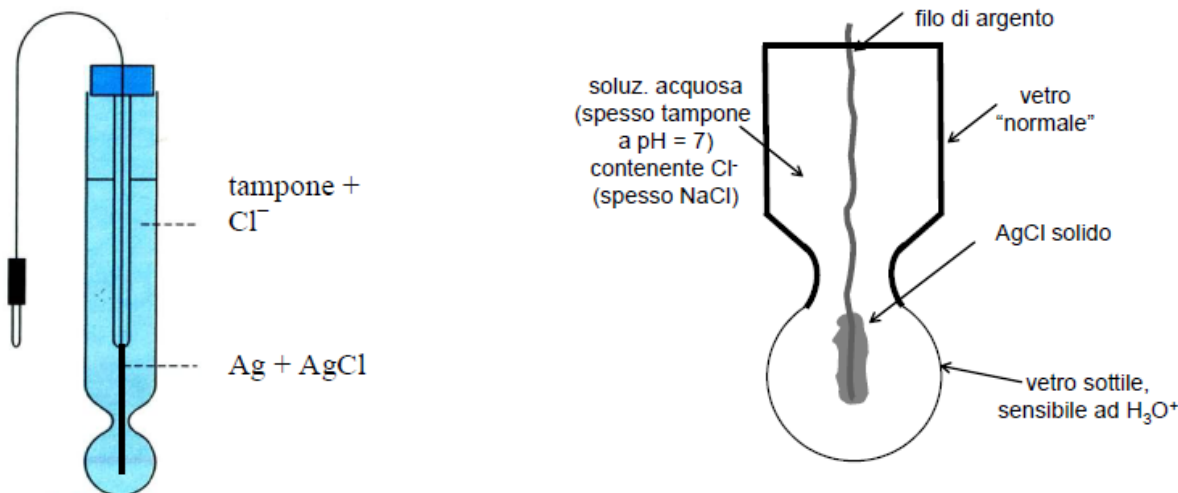 tampone +
Cl⁻
Ag + AgCl
filo di argento
soluz. acquosa
(spesso tampone
a pH = 7)
contenente Cl⁻
(spesso NaCl)
vetro
“normale”
AgCl solido
vetro sottile,
sensibile ad H₃O⁺